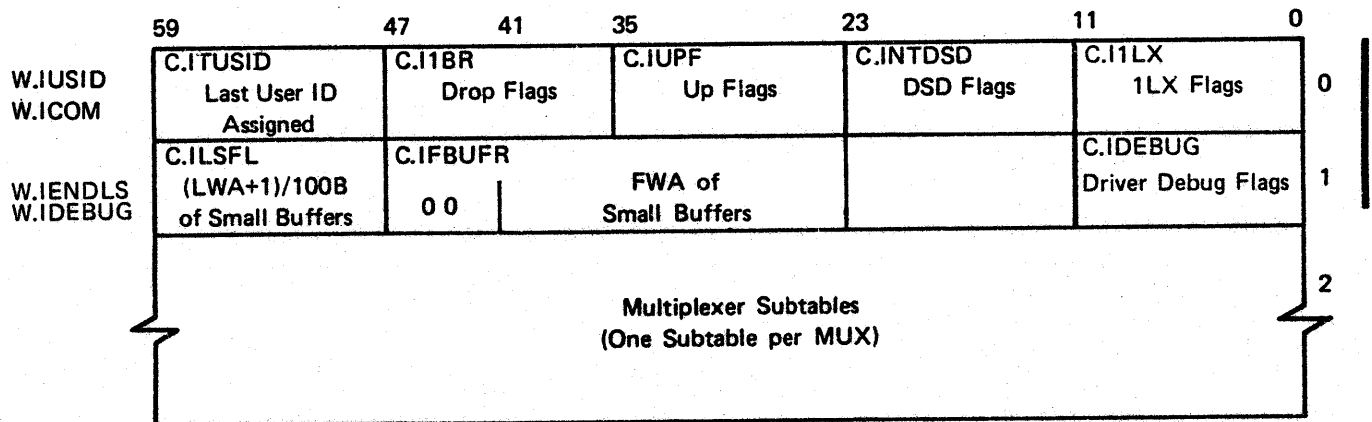 59 47 41 35 23 11 0
W.IUSID
W.ICOM
C.ITUSID
Last User ID
Assigned
C.I1BR
Drop Flags
C.IUPF
Up Flags
C.INTDSD
DSD Flags
C.I1LX
1LX Flags
0
W.IENDLS
W.IDEBUG
C.ILSFL
(LWA+1)/100B
of Small Buffers
C.IFBUFR
0 0
FWA of
Small Buffers
C.IDEBUG
Driver Debug Flags
1
2
Multiplexer Subtables
(One Subtable per MUX)